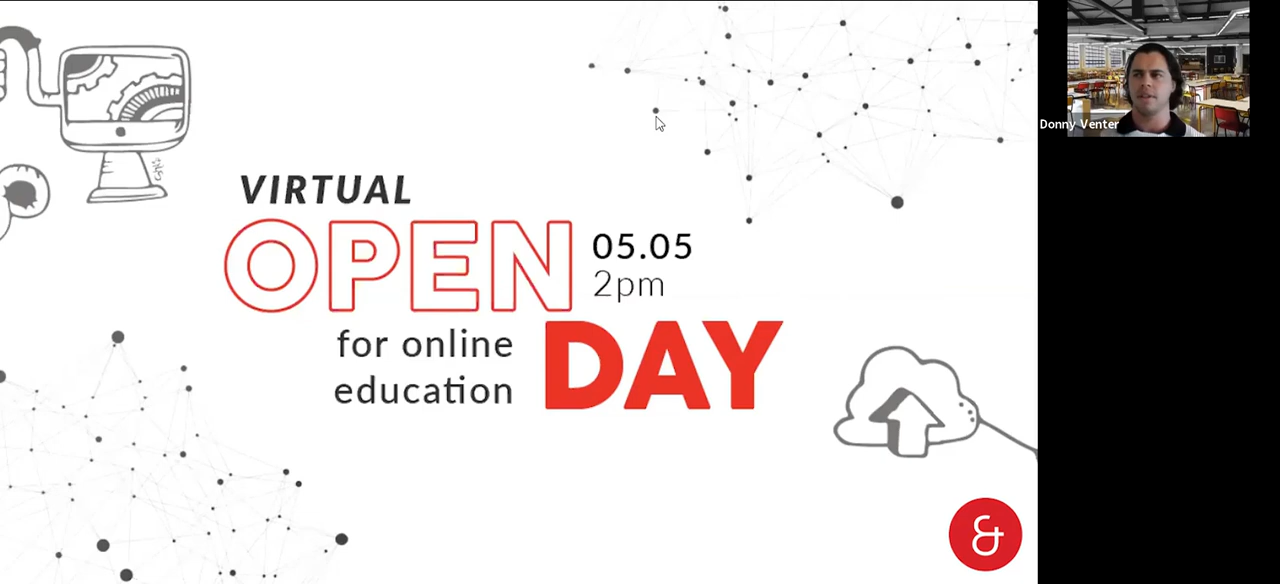 VIRTUAL
OPEN
05.05
2pm
for online
education
DAY
&
Donny Venter